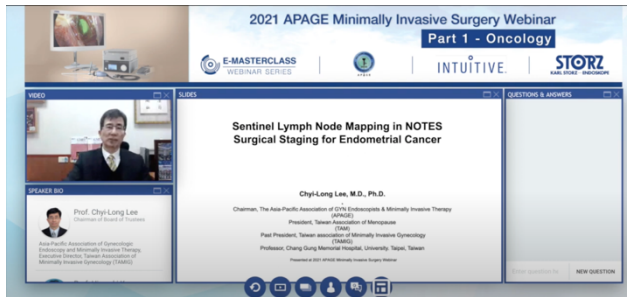 2021 APAGE Minimally Invasive Surgery Webinar
Part 1 - Oncology
E-MASTERCLASS
WEBINAR SERIES
APAGE
INTUITIVE
STORZ
KARL STORZ - ENDOSKOPE
VIDEO
SLIDES
QUESTIONS & ANSWERS
Sentinel Lymph Node Mapping in NOTES
Surgical Staging for Endometrial Cancer
Chyi-Long Lee, M.D., Ph.D.
Chairman, The Asia-Pacific Association of GYN Endoscopists & Minimally Invasive Therapy
(APAGE)
President, Taiwan Association of Menopause
(TAM)
Past President, Taiwan association of Minimally Invasive Gynecology
(TAMIG)
Professor, Chang Gung Memorial Hospital, University, Taipei, Taiwan
Presented at 2021 APAGE Minimally Invasive Surgery Webinar
SPEAKER BIO
Prof. Chyi-Long Lee
Chairman of Board of Trustees
Asia-Pacific Association of Gynecologic
Endoscopy and Minimally Invasive Therapy,
Executive Director, Taiwan Association of
Minimally Invasive Gynecology (TAMIG)
NEW QUESTION